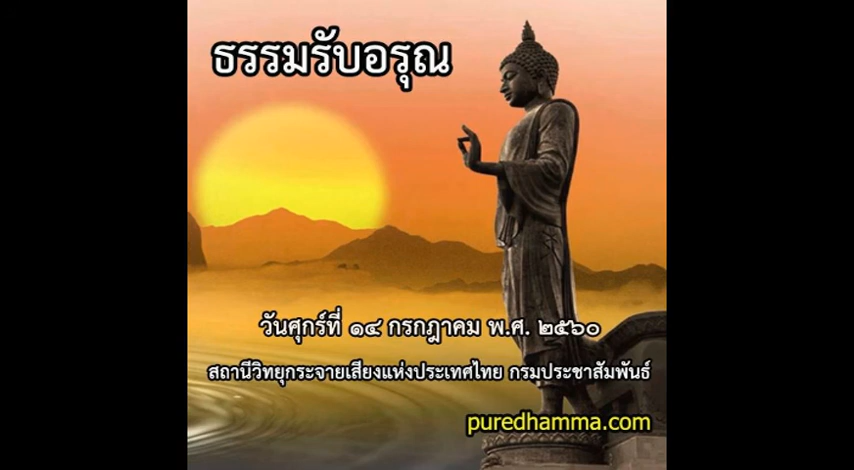 ธรรมรับอรุณ
วันศุกร์ที่ ๑๔ กรกฎาคม พ.ศ. ๒๕๖๐
สถานีวิทยุกระจายเสียงแห่งประเทศไทย กรมประชาสัมพันธ์
puredhamma.com